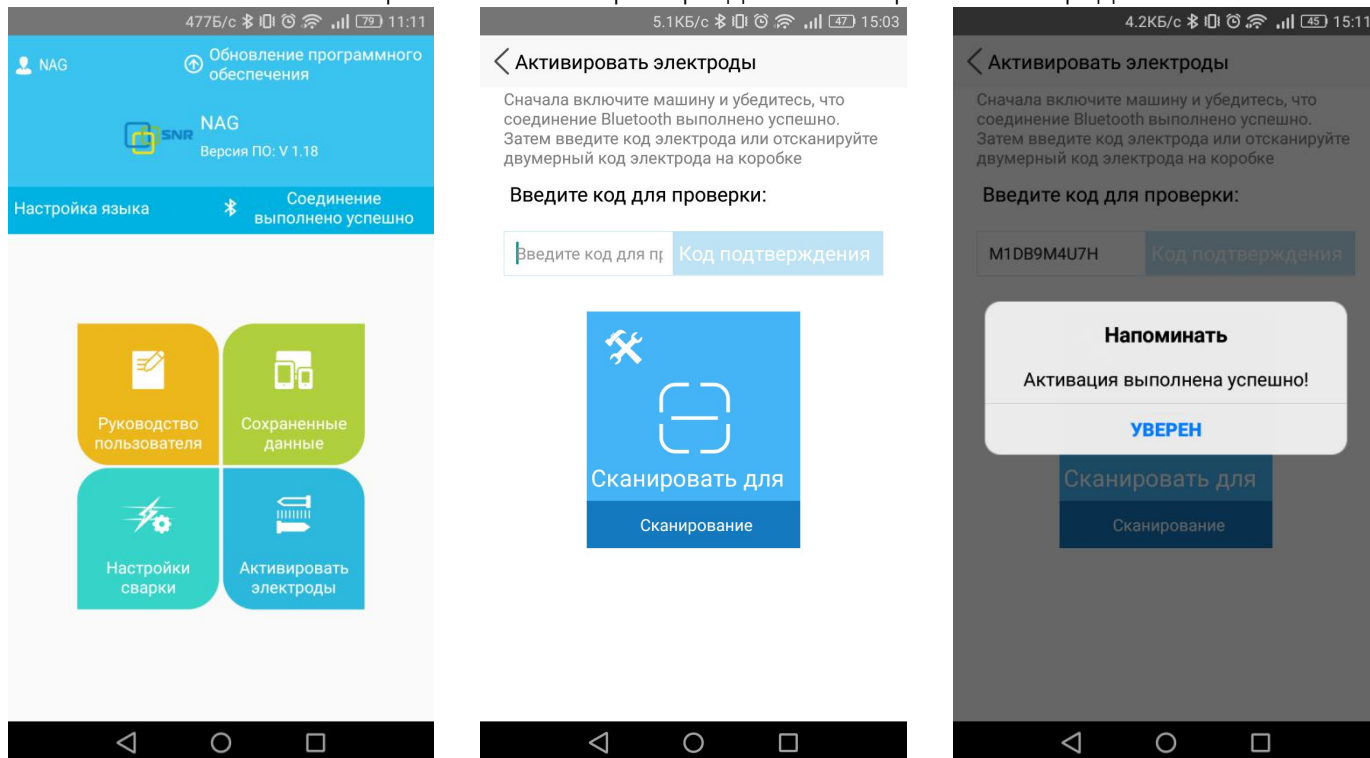 477Б/с 79 11:11
NAG
Обновление программного
обеспечения
SNR
NAG
Версия ПО: V 1.18
Настройка языка
Соединение
выполнено успешно
Руководство
пользователя
Сохраненные
данные
Настройки
сварки
Активировать
электроды
5.1КБ/с 47 15:03
Активировать электроды
Сначала включите машину и убедитесь, что
соединение Bluetooth выполнено успешно.
Затем введите код электрода или отсканируйте
двумерный код электрода на коробке
Введите код для проверки:
Введите код для пр
Код подтверждения
Сканировать для
Сканирование
4.2КБ/с 45 15:11
Активировать электроды
Сначала включите машину и убедитесь, что
соединение Bluetooth выполнено успешно.
Затем введите код электрода или отсканируйте
двумерный код электрода на коробке
Введите код для проверки:
M1DB9M4U7H
Код подтверждения
Напоминать
Активация выполнена успешно!
УВЕРЕН
Сканировать для
Сканирование